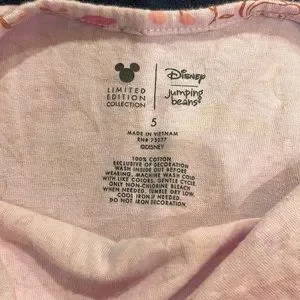 LIMITED
EDITION
COLLECTION
Disney
jumping
beans®
5
MADE IN VIETNAM
RN# 73277
©DISNEY
100% COTTON
EXCLUSIVE OF DECORATION
WASH INSIDE OUT BEFORE
WEARING, MACHINE WASH COLD
WITH LIKE COLORS, GENTLE CYCLE
ONLY NON-CHLORINE BLEACH
WHEN NEEDED, TUMBLE DRY LOW,
COOL IRON IF NEEDED.
DO NOT IRON DECORATION